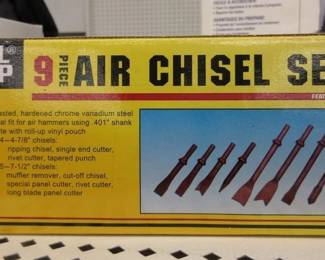 9 PIECE AIR CHISEL SE
hardened chrome vanadium steel
al fit for air hammers using .401" shank
te with roll-up vinyl pouch
4-4-7/8" chisels:
ripping chisel, single end cutter,
rivet cutter, tapered punch
5-7-1/2" chisels:
muffler remover, cut-off chisel,
special panel cutter, rivet cutter,
long blade panel cutter